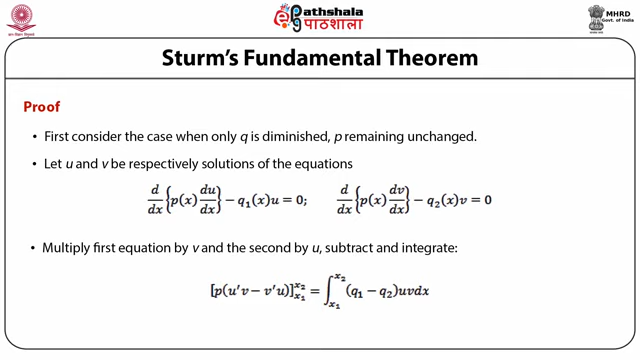 ePathshala
पाठशाला
MHRD
Govt. of India
Sturm's Fundamental Theorem
Proof
• First consider the case when only q is diminished, p remaining unchanged.
• Let u and v be respectively solutions of the equations
d/dx {p(x) du/dx} − q₁(x)u = 0; d/dx {p(x) dv/dx} − q₂(x)v = 0
• Multiply first equation by v and the second by u, subtract and integrate:
[p(u′v − v′u)]ₓ₁ˣ² = ∫ₓ₁ˣ² (q₁ − q₂)uvdx